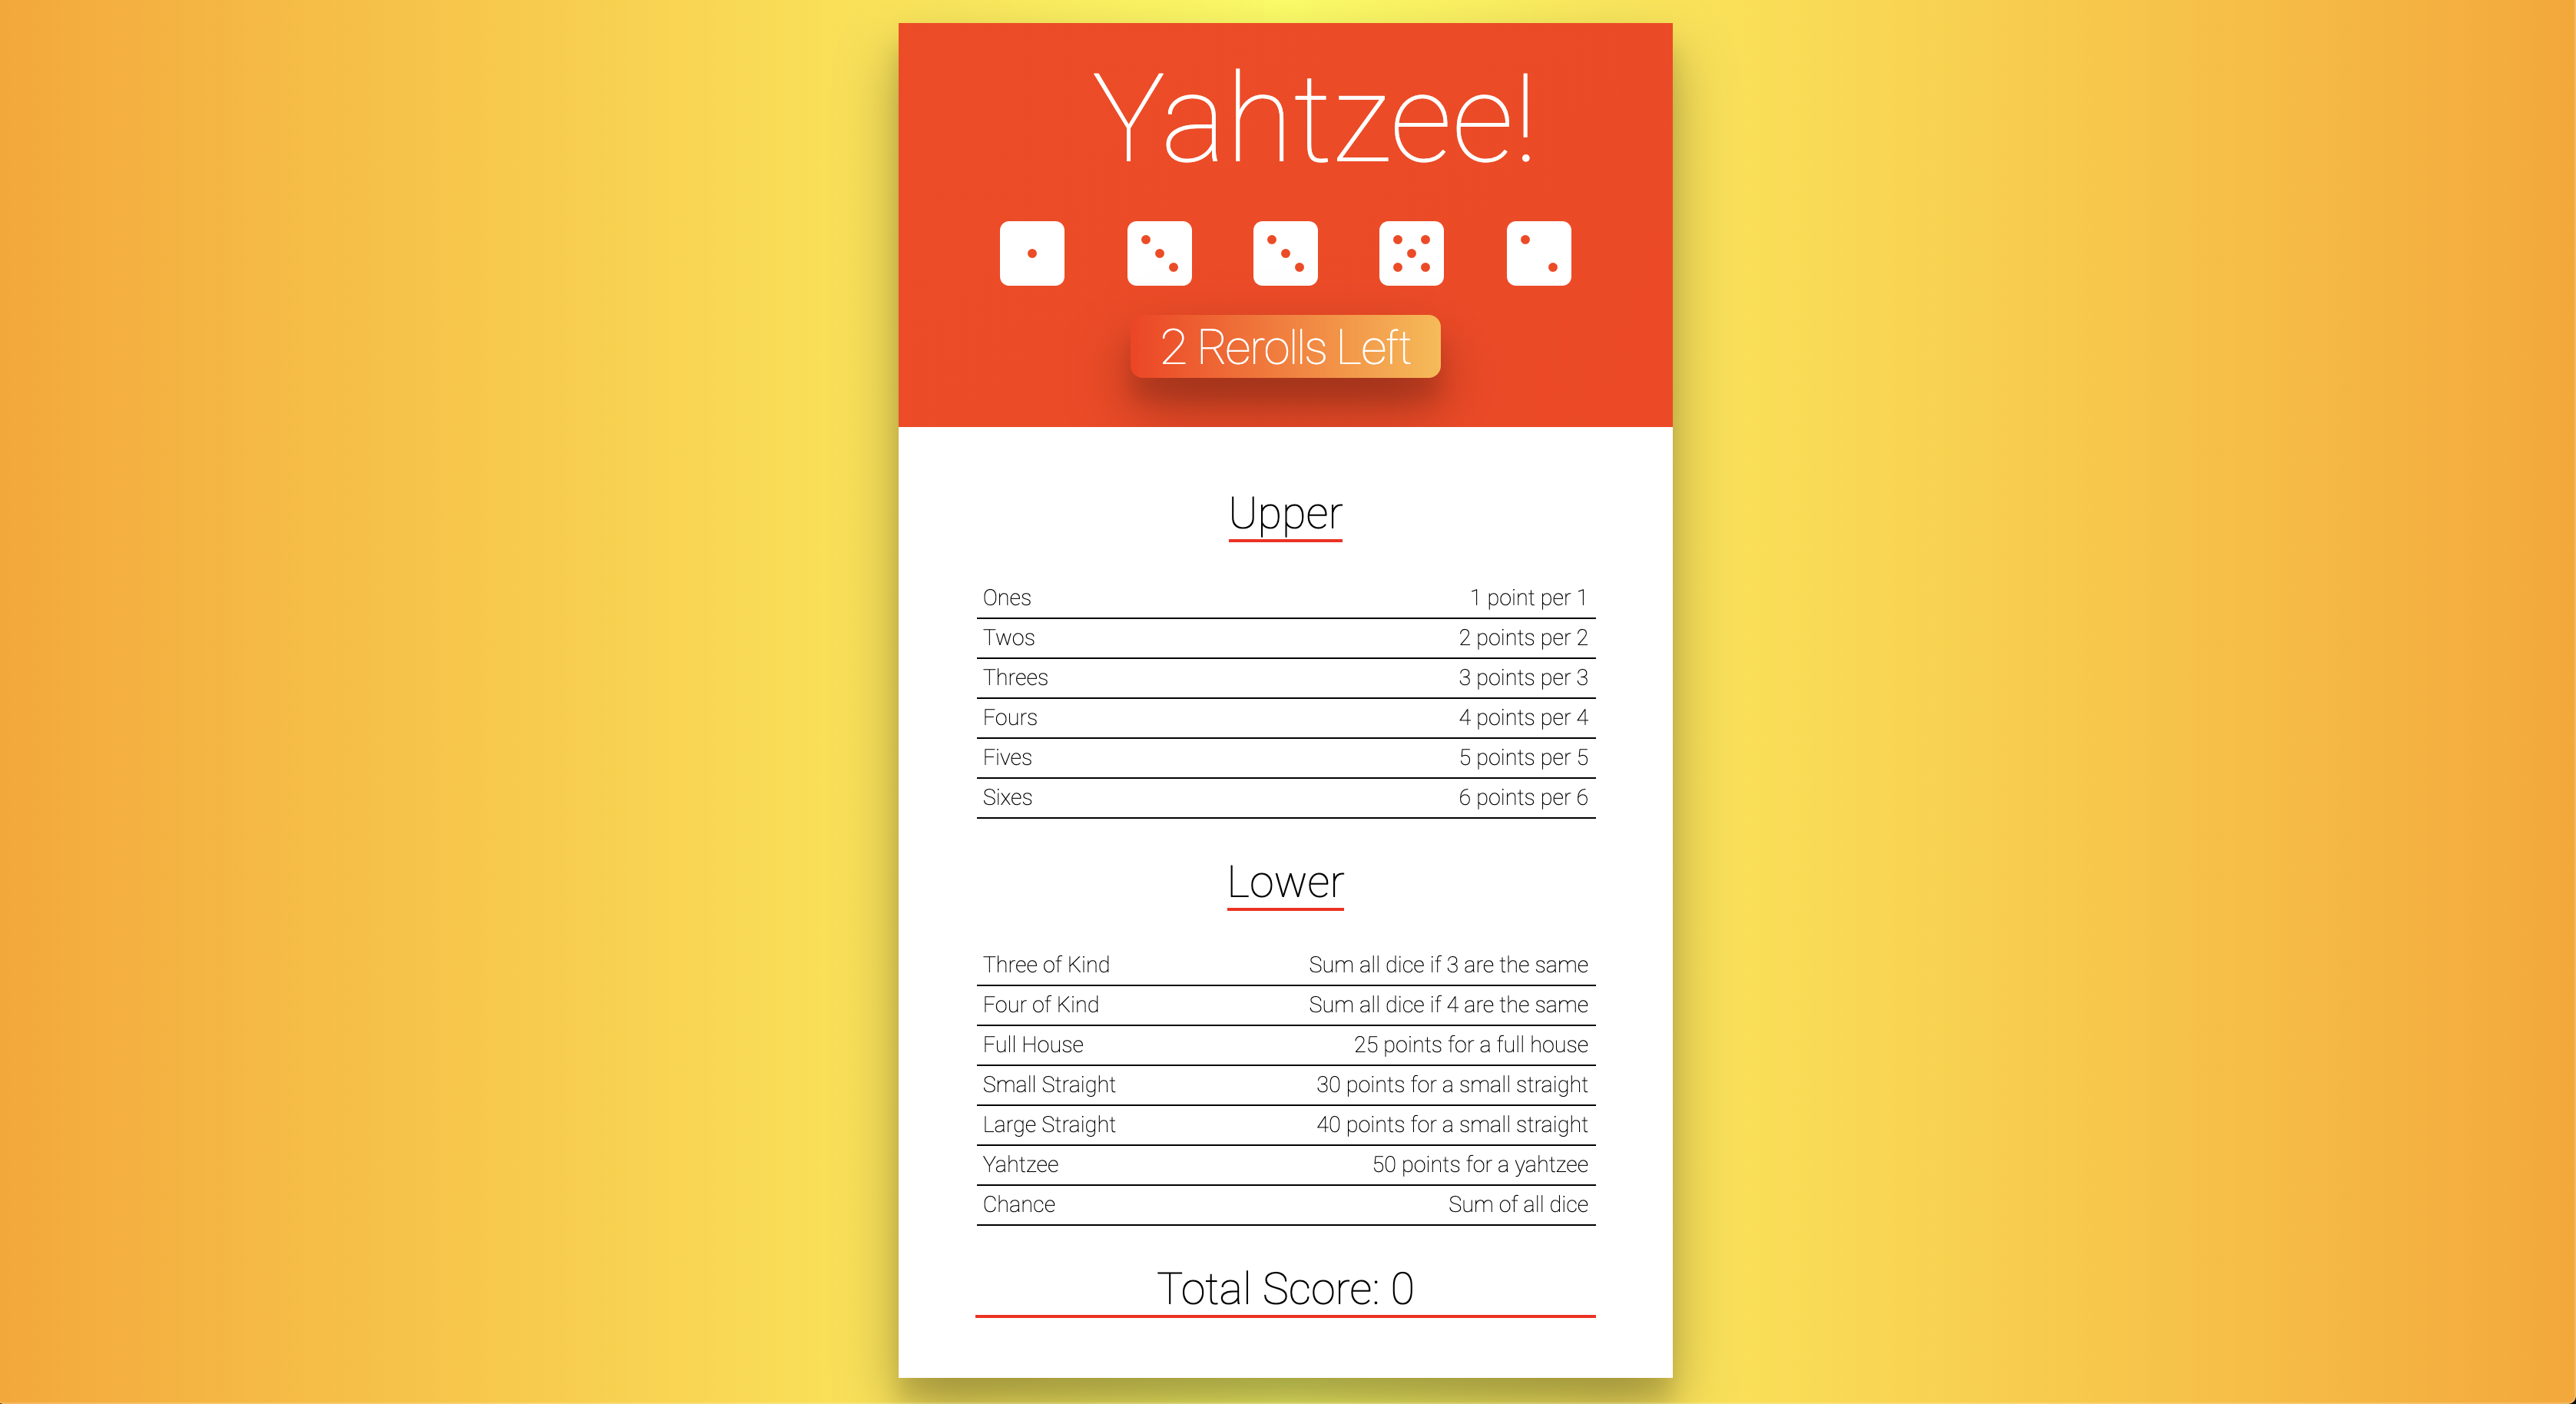 Yahtzee!
2 Rerolls Left
Upper
Ones 1 point per 1
Twos 2 points per 2
Threes 3 points per 3
Fours 4 points per 4
Fives 5 points per 5
Sixes 6 points per 6
Lower
Three of Kind Sum all dice if 3 are the same
Four of Kind Sum all dice if 4 are the same
Full House 25 points for a full house
Small Straight 30 points for a small straight
Large Straight 40 points for a small straight
Yahtzee 50 points for a yahtzee
Chance Sum of all dice
Total Score: 0